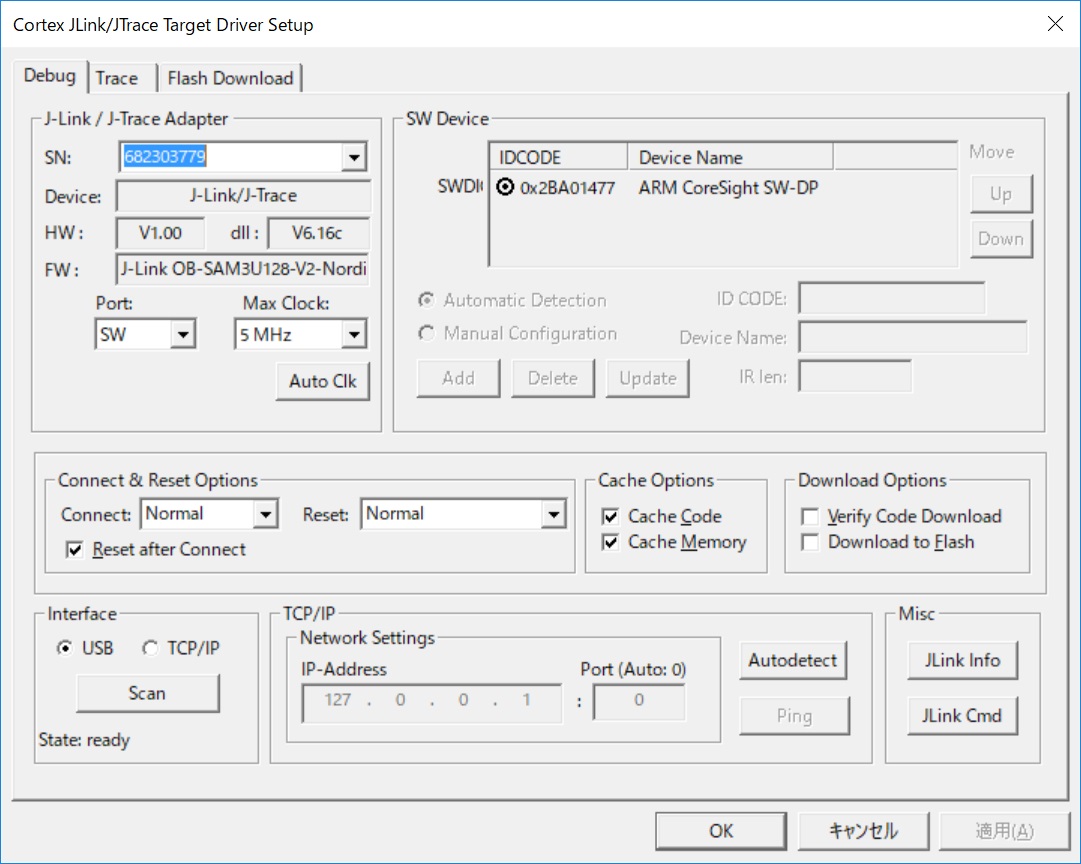 Cortex JLink/JTrace Target Driver Setup
Debug Trace Flash Download
J-Link / J-Trace Adapter
SN: 682303779
Device: J-Link/J-Trace
HW : V1.00 dll : V6.16c
FW : J-Link OB-SAM3U128-V2-Nordi
Port: Max Clock:
SW 5 MHz
Auto Clk
SW Device
IDCODE Device Name Move
SWDI 0x2BA01477 ARM CoreSight SW-DP Up
Down
Automatic Detection ID CODE:
Manual Configuration Device Name:
Add Delete Update IR len:
Connect & Reset Options
Connect: Normal Reset: Normal
Reset after Connect
Cache Options
Cache Code
Cache Memory
Download Options
Verify Code Download
Download to Flash
Interface
USB TCP/IP
Scan
State: ready
TCP/IP
Network Settings
IP-Address Port (Auto: 0)
127 . 0 . 0 . 1 : 0
Autodetect
Ping
Misc
JLink Info
JLink Cmd
OK キャンセル 適用(A)